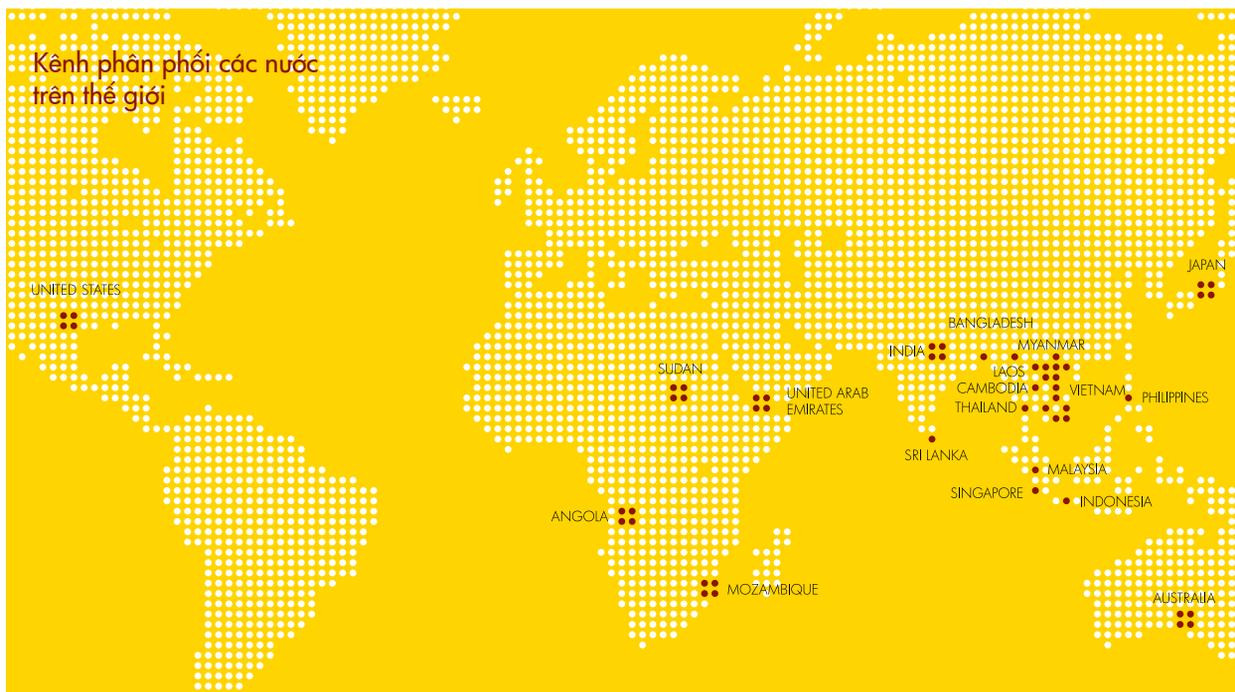 Kênh phân phối các nước
trên thế giới
JAPAN
UNITED STATES
BANGLADESH
MYANMAR
INDIA
SUDAN
LAOS
UNITED ARAB
EMIRATES
CAMBODIA
VIETNAM
PHILIPPINES
THAILAND
SRI LANKA
MALAYSIA
SINGAPORE
INDONESIA
ANGOLA
MOZAMBIQUE
AUSTRALIA